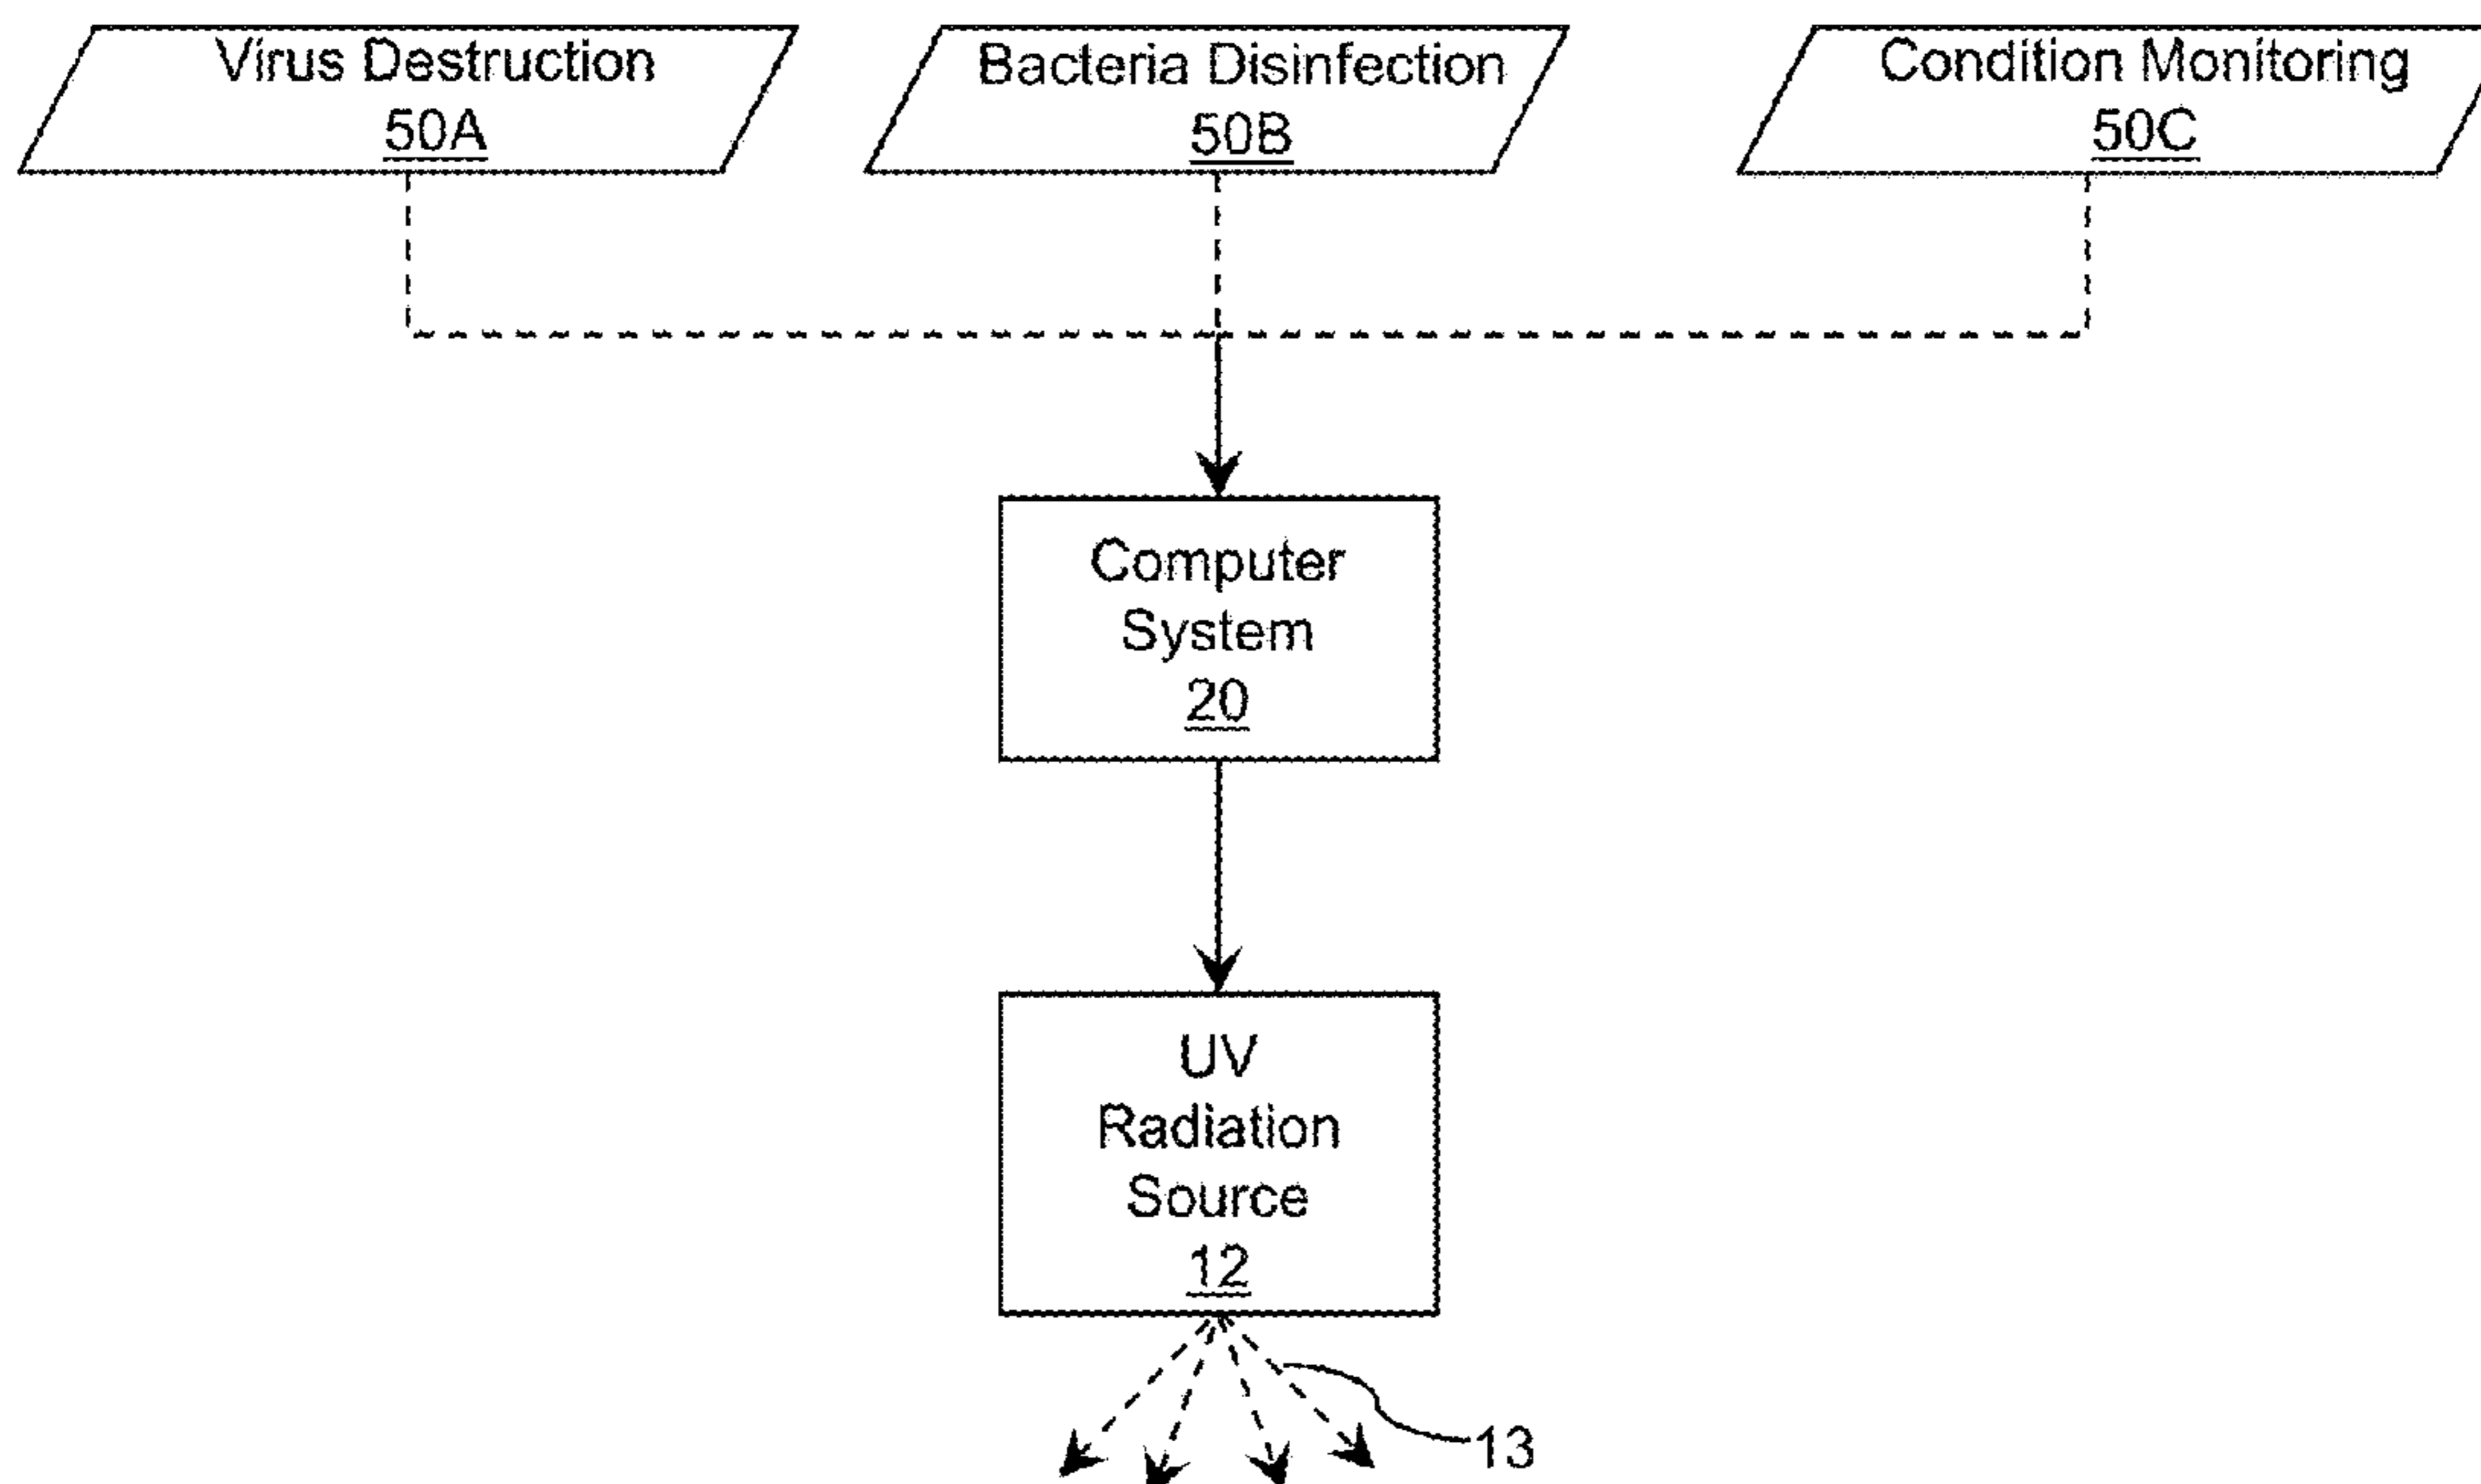 Virus Destruction
50A
Bacteria Disinfection
50B
Condition Monitoring
50C
Computer
System
20
UV
Radiation
Source
12
13